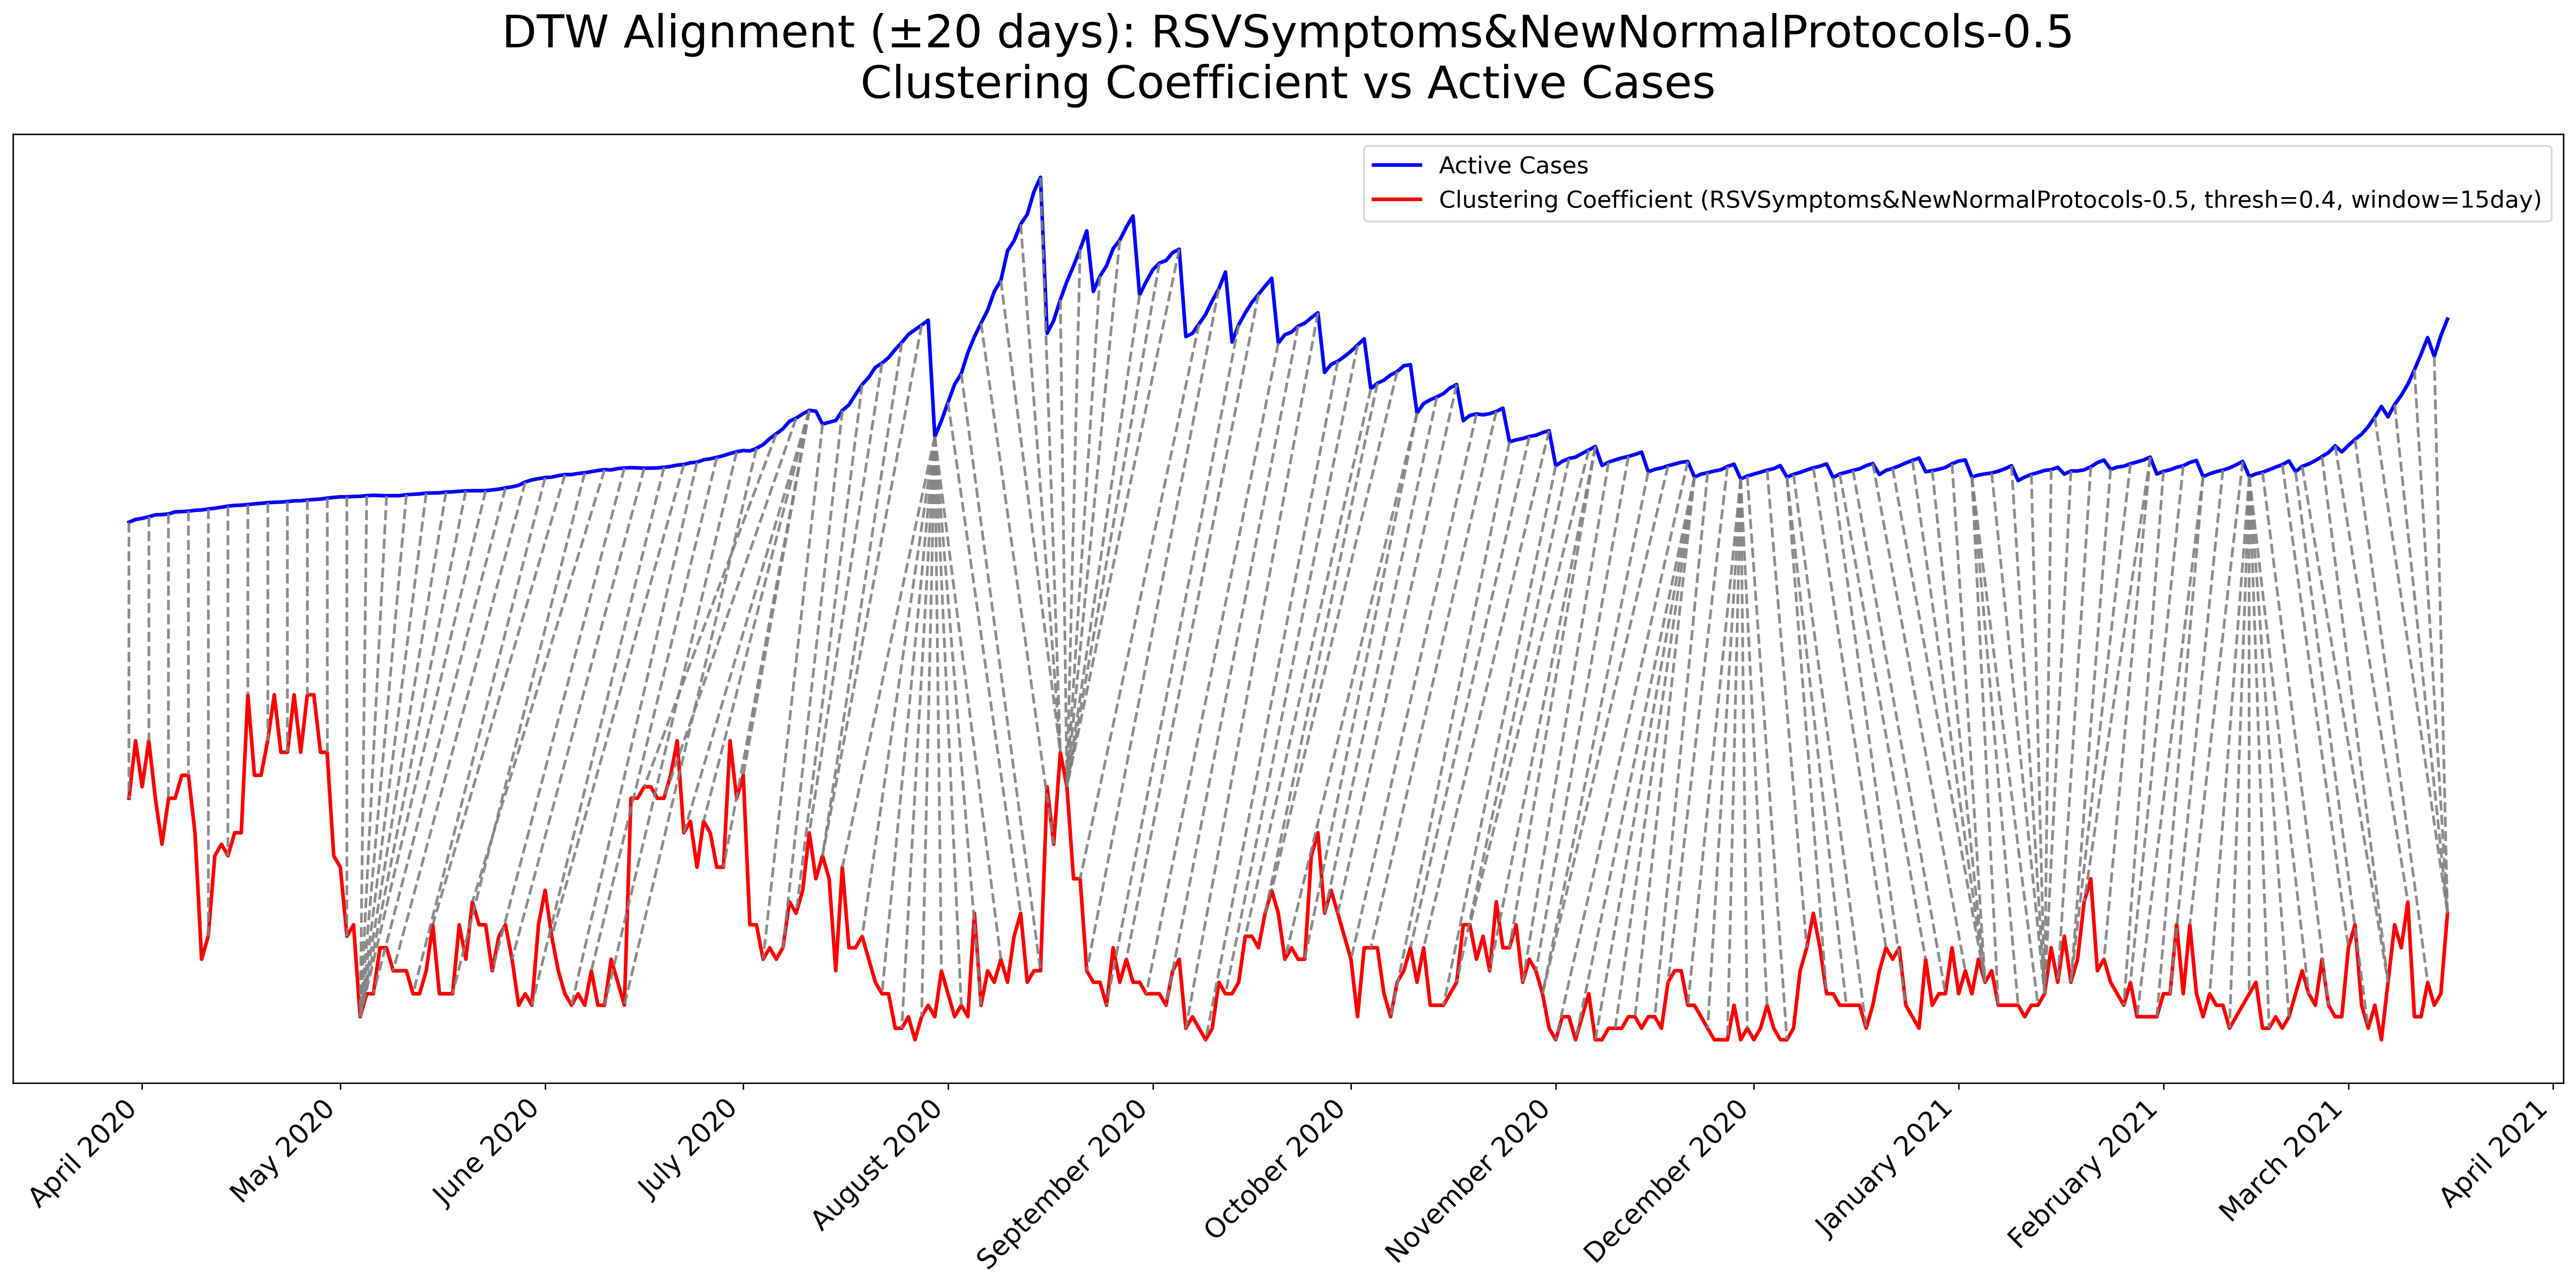 DTW Alignment (±20 days): RSVSymptoms&NewNormalProtocols-0.5
Clustering Coefficient vs Active Cases
Active Cases
Clustering Coefficient (RSVSymptoms&NewNormalProtocols-0.5, thresh=0.4, window=15day)
April 2020
May 2020
June 2020
July 2020
August 2020
September 2020
October 2020
November 2020
December 2020
January 2021
February 2021
March 2021
April 2021